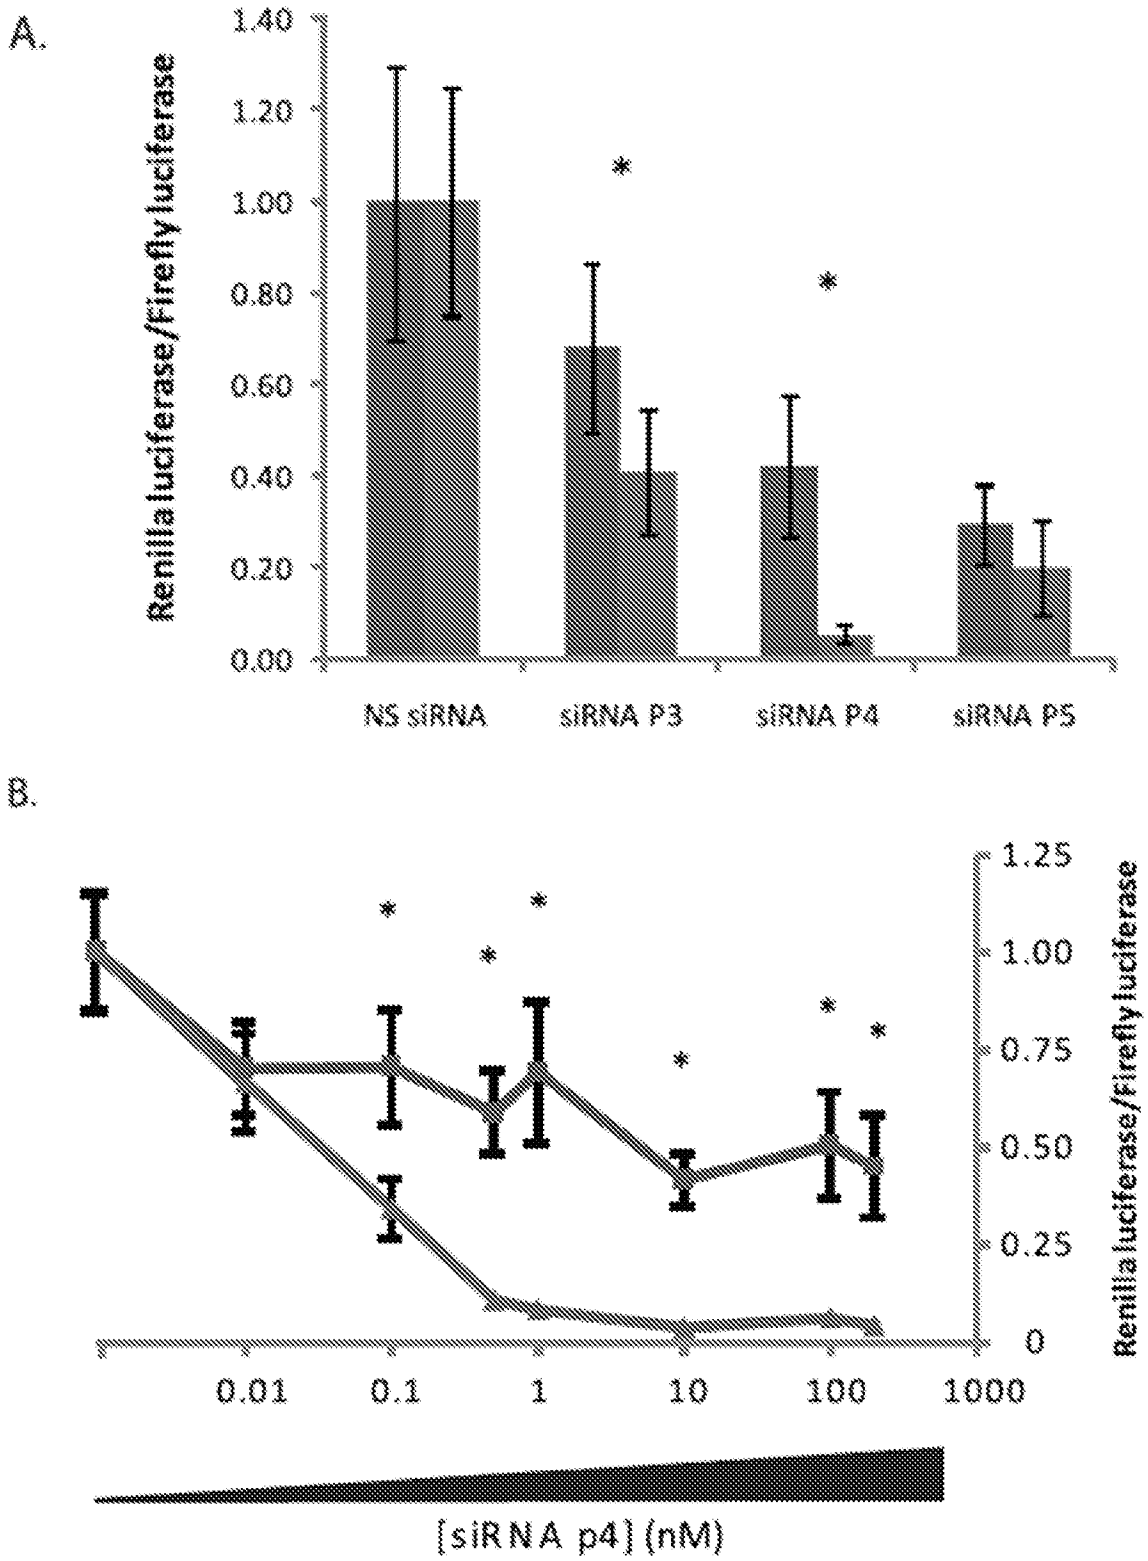 A.
Renilla luciferase/Firefly luciferase
1.40
1.20
1.00
0.80
0.60
0.40
0.20
0.00
*
*
NS siRNA siRNA P3 siRNA P4 siRNA P5
B.
* * * * * *
1.25
1.00
0.75
0.50
0.25
0
Renilla luciferase/Firefly luciferase
0.01 0.1 1 10 100 1000
[siRNA p4] (nM)